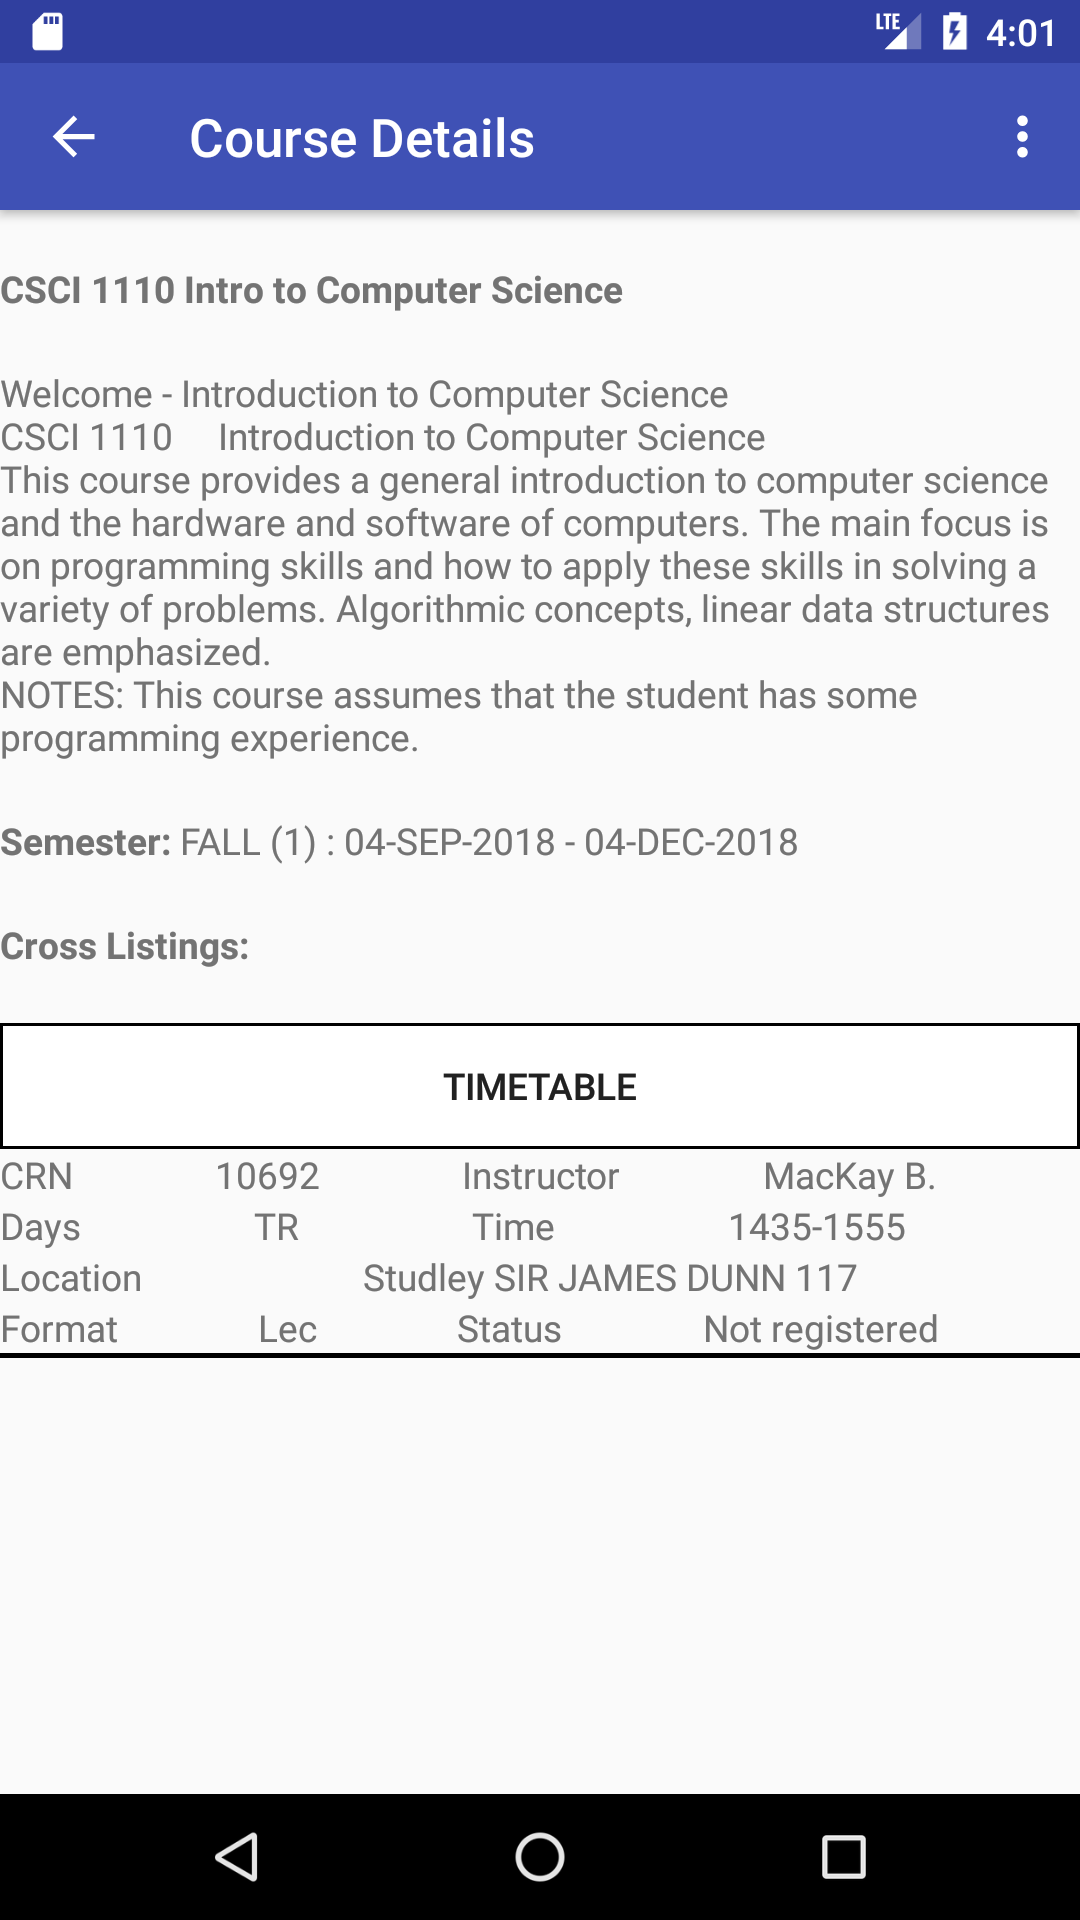 LTE 4:01
Course Details
CSCI 1110 Intro to Computer Science
Welcome - Introduction to Computer Science
CSCI 1110 Introduction to Computer Science
This course provides a general introduction to computer science
and the hardware and software of computers. The main focus is
on programming skills and how to apply these skills in solving a
variety of problems. Algorithmic concepts, linear data structures
are emphasized.
NOTES: This course assumes that the student has some
programming experience.
Semester: FALL (1) : 04-SEP-2018 - 04-DEC-2018
Cross Listings:
TIMETABLE
CRN 10692 Instructor MacKay B.
Days TR Time 1435-1555
Location Studley SIR JAMES DUNN 117
Format Lec Status Not registered